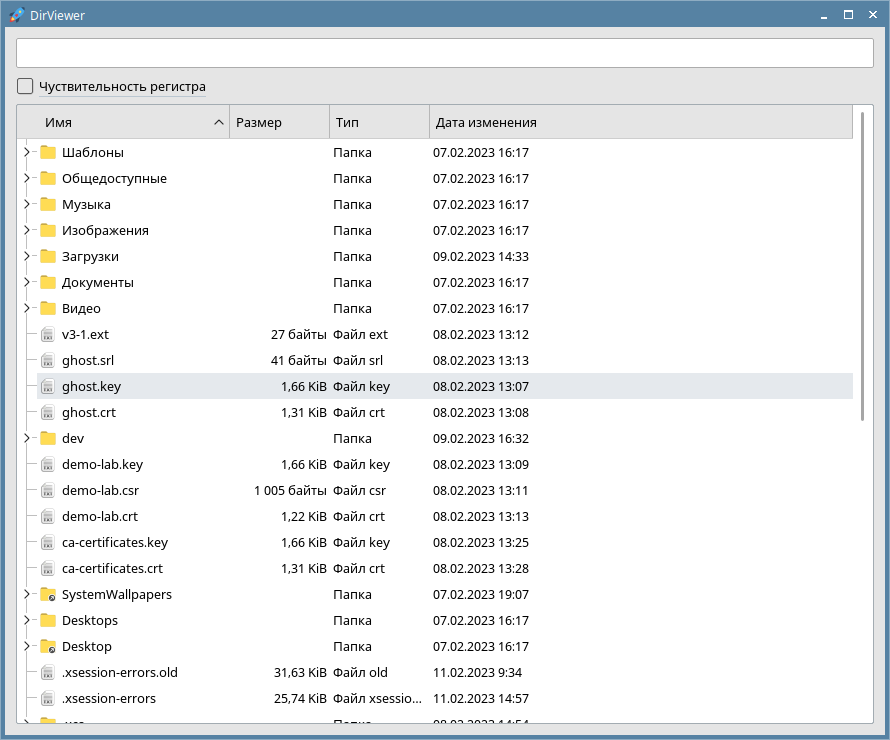 DirViewer
Чуствительность регистра
Имя Размер Тип Дата изменения
Шаблоны Папка 07.02.2023 16:17
Общедоступные Папка 07.02.2023 16:17
Музыка Папка 07.02.2023 16:17
Изображения Папка 07.02.2023 16:17
Загрузки Папка 09.02.2023 14:33
Документы Папка 07.02.2023 16:17
Видео Папка 07.02.2023 16:17
v3-1.ext 27 байты Файл ext 08.02.2023 13:12
ghost.srl 41 байты Файл srl 08.02.2023 13:13
ghost.key 1,66 KiB Файл key 08.02.2023 13:07
ghost.crt 1,31 KiB Файл crt 08.02.2023 13:08
dev Папка 09.02.2023 16:32
demo-lab.key 1,66 KiB Файл key 08.02.2023 13:09
demo-lab.csr 1 005 байты Файл csr 08.02.2023 13:11
demo-lab.crt 1,22 KiB Файл crt 08.02.2023 13:13
ca-certificates.key 1,66 KiB Файл key 08.02.2023 13:25
ca-certificates.crt 1,31 KiB Файл crt 08.02.2023 13:28
SystemWallpapers Папка 07.02.2023 19:07
Desktops Папка 07.02.2023 16:17
Desktop Папка 07.02.2023 16:17
.xsession-errors.old 31,63 KiB Файл old 11.02.2023 9:34
.xsession-errors 25,74 KiB Файл xsessio... 11.02.2023 14:57
Папка 08.02.2023 14:54